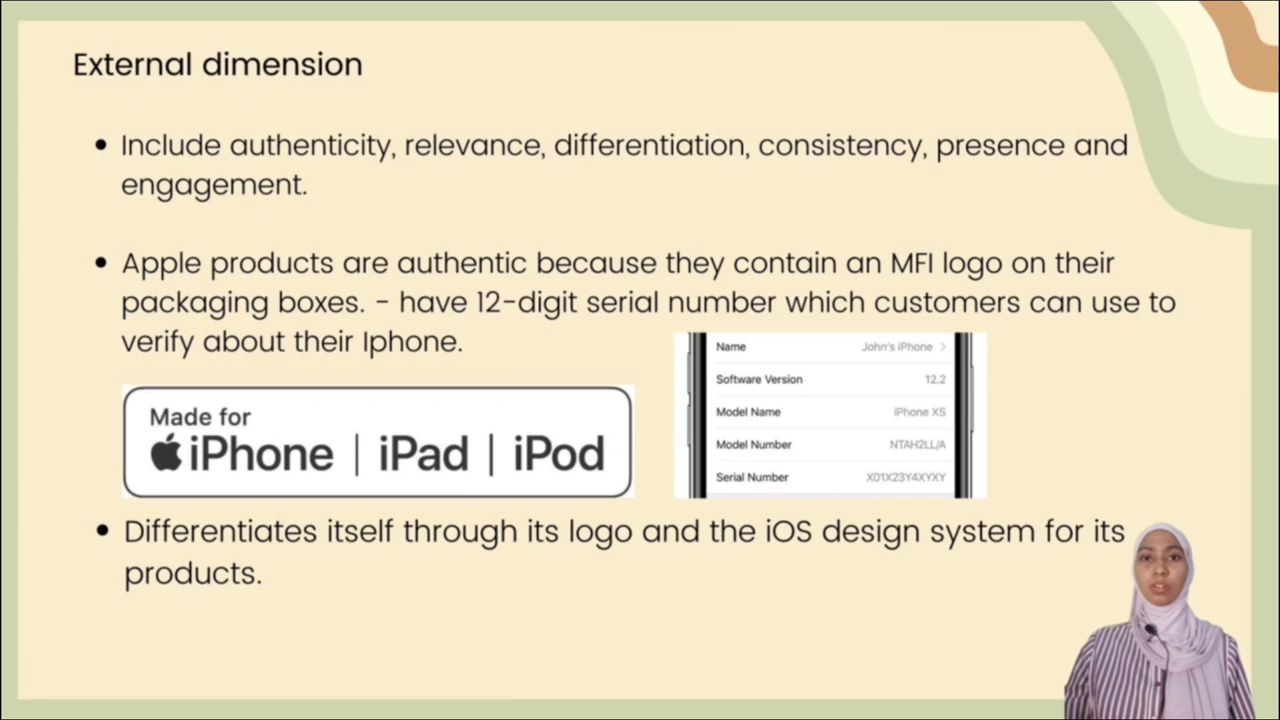 External dimension
• Include authenticity, relevance, differentiation, consistency, presence and
engagement.
• Apple products are authentic because they contain an MFI logo on their
packaging boxes. - have 12-digit serial number which customers can use to
verify about their Iphone.
Name John's iPhone >
Software Version 12.2
Model Name iPhone XS
Model Number NTAH2LL/A
Serial Number X01X23Y4XYXY
Made for
iPhone | iPad | iPod
• Differentiates itself through its logo and the iOS design system for its
products.